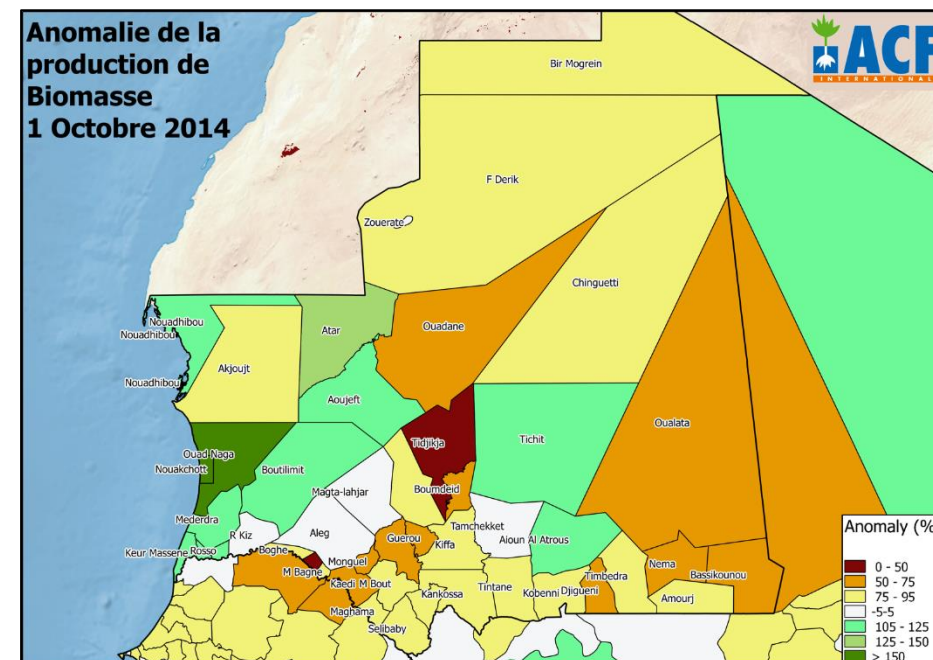 Anomalie de la
production de
Biomasse
1 Octobre 2014
ACF
INTERNATIONAL
Bir Mogrein
F Derik
Zouerate
Chinguetti
Nouadhibou
Nouadhibou
Atar
Ouadane
Akjoujt
Nouadhibou
Aoujeft
Oualata
Tidjikja
Tichit
Ouad Naga
Nouakchott
Boutilimit
Boumdeid
Magta-lahjar
Mederdra
Tamchekket
R Kiz
Aleg
Aioun Al Atrous
Guerou
Kiffa
Keur Massene
Rosso
Boghe
Monguel
Nema
M Bagne
Timbedra
Bassikounou
Kaedi
M Bout
Kankossa
Tintane
Kobenni
Djigueni
Amourj
Maghama
Selibaby
Anomaly (%
0 - 50
50 - 75
75 - 95
-5-5
105 - 125
125 - 150
> 150